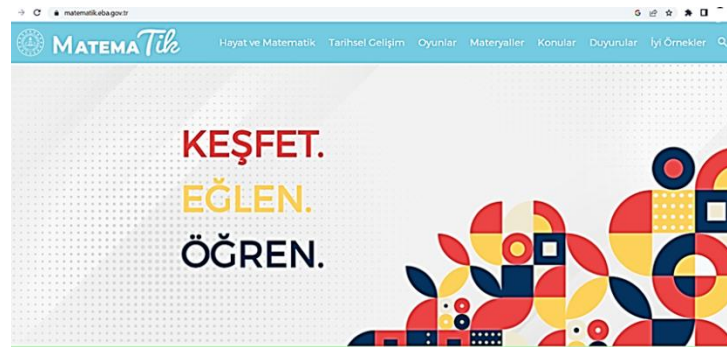 matematik.eba.gov.tr
MATEMATik
Hayat ve Matematik Tarihsel Gelişim Oyunlar Materyaller Konular Duyurular İyi Örnekler
KEŞFET.
EĞLEN.
ÖĞREN.